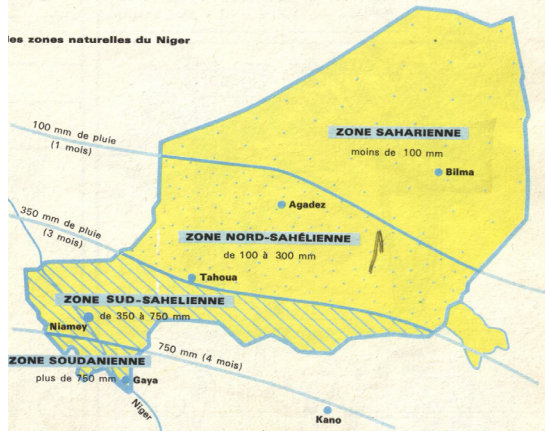 les zones naturelles du Niger
100 mm de pluie
(1 mois)
ZONE SAHARIENNE
moins de 100 mm
Bilma
Agadez
350 mm de pluie
(3 mois)
ZONE NORD-SAHÉLIENNE
de 100 à 300 mm
Tahoua
ZONE SUD-SAHELIENNE
de 350 à 750 mm
Niamey
750 mm (4 mois)
ZONE SOUDANIENNE
plus de 750 mm
Gaya
Niger
Kano